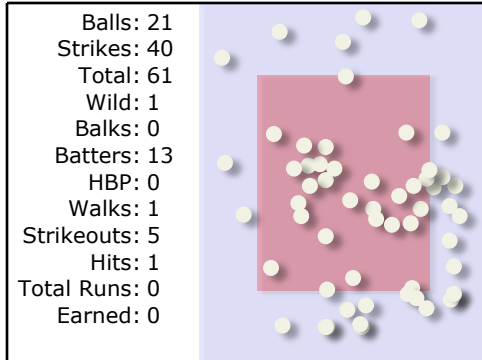 Balls: 21
Strikes: 40
Total: 61
Wild: 1
Balks: 0
Batters: 13
HBP: 0
Walks: 1
Strikeouts: 5
Hits: 1
Total Runs: 0
Earned: 0